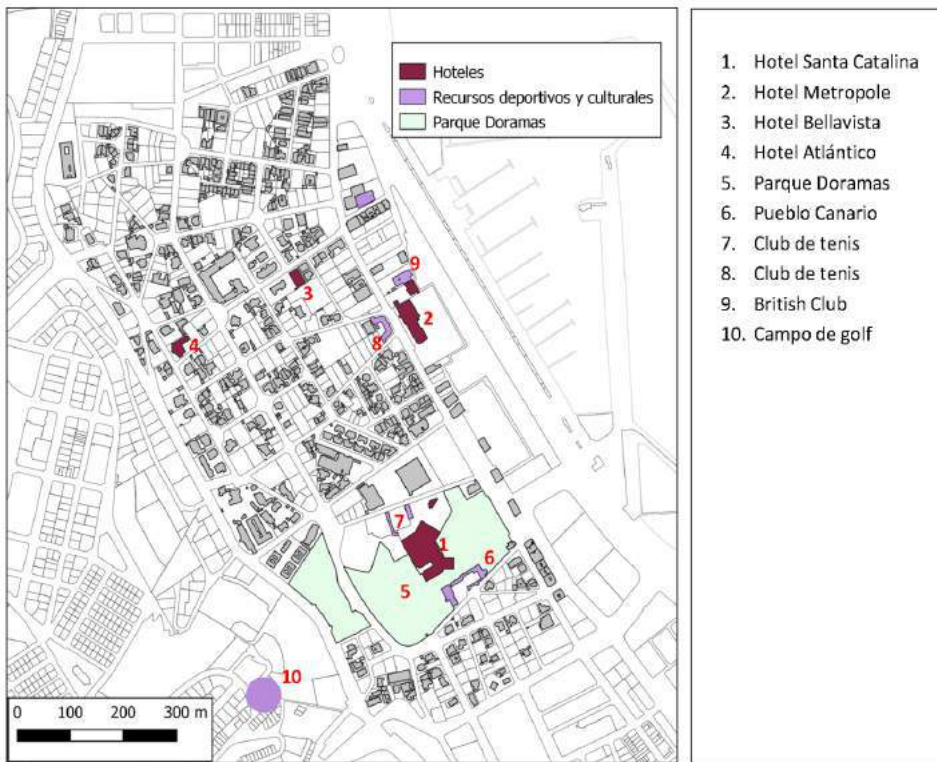 Hoteles
Recursos deportivos y culturales
Parque Doramas
9
3
2
8
4
7
1
6
5
10
0 100 200 300 m
1. Hotel Santa Catalina
2. Hotel Metropole
3. Hotel Bellavista
4. Hotel Atlántico
5. Parque Doramas
6. Pueblo Canario
7. Club de tenis
8. Club de tenis
9. British Club
10. Campo de golf